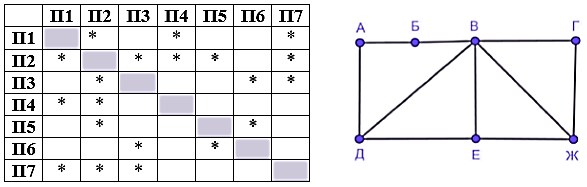 П1 П2 П3 П4 П5 П6 П7
П1 * * *
П2 * * * * *
П3 * * *
П4 * *
П5 * *
П6 * *
П7 * * *
А Б В Г
Д Е Ж